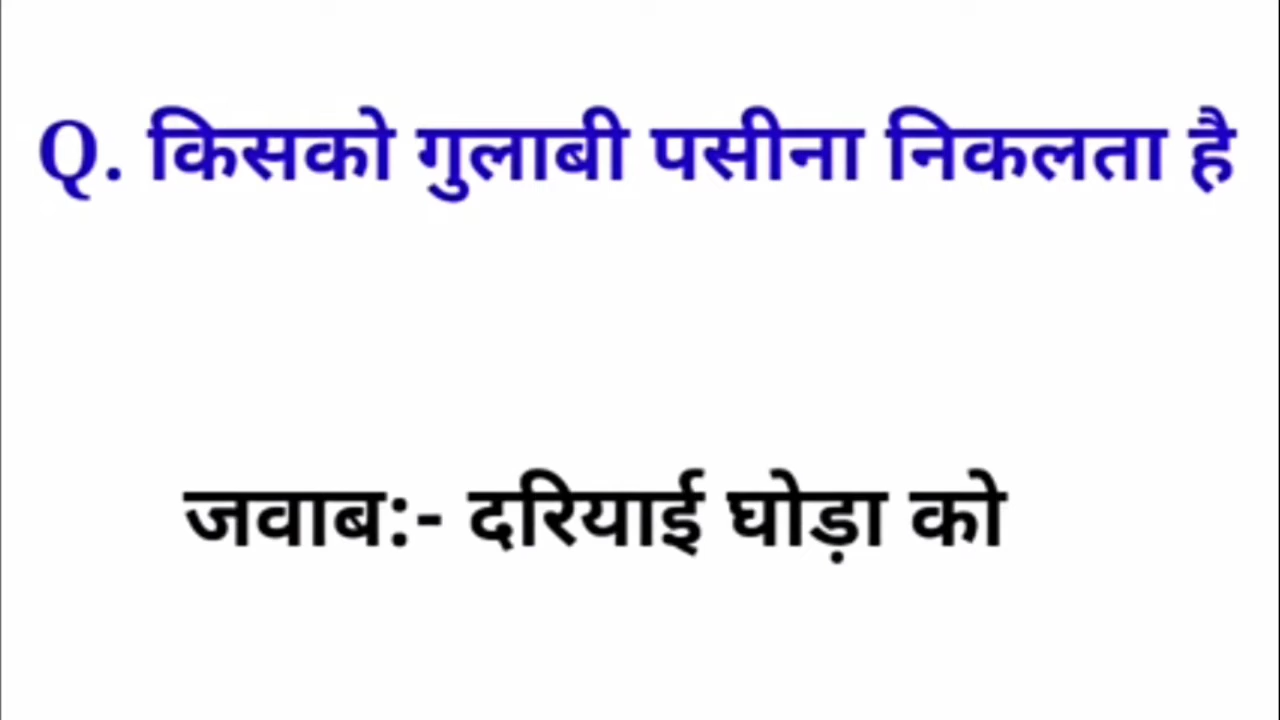 Q. किसको गुलाबी पसीना निकलता है
जवाब:- दरियाई घोड़ा को